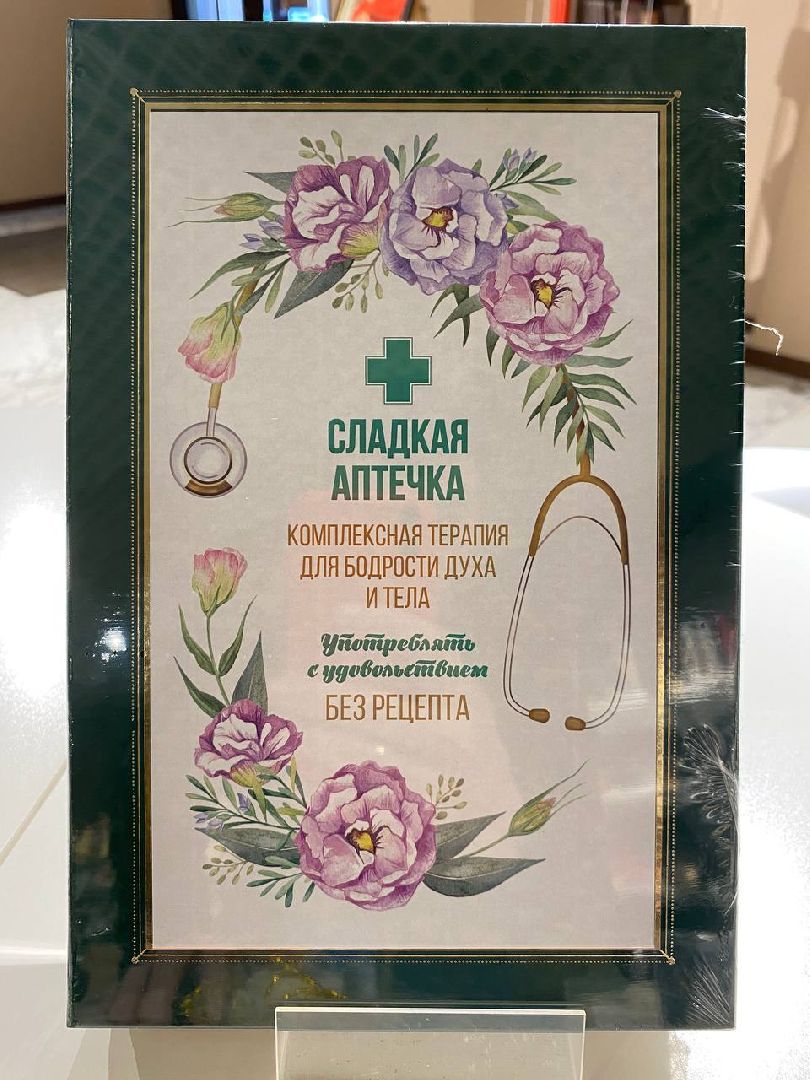 СЛАДКАЯ
АПТЕЧКА
КОМПЛЕКСНАЯ ТЕРАПИЯ
ДЛЯ БОДРОСТИ ДУХА
И ТЕЛА
Употреблять
с удовольствием
БЕЗ РЕЦЕПТА